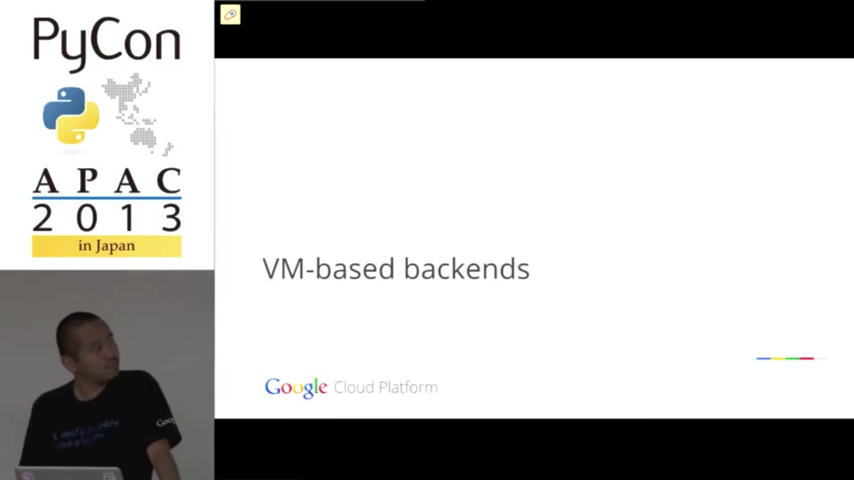 PyCon
APAC
2013
in Japan
VM-based backends
Google Cloud Platform